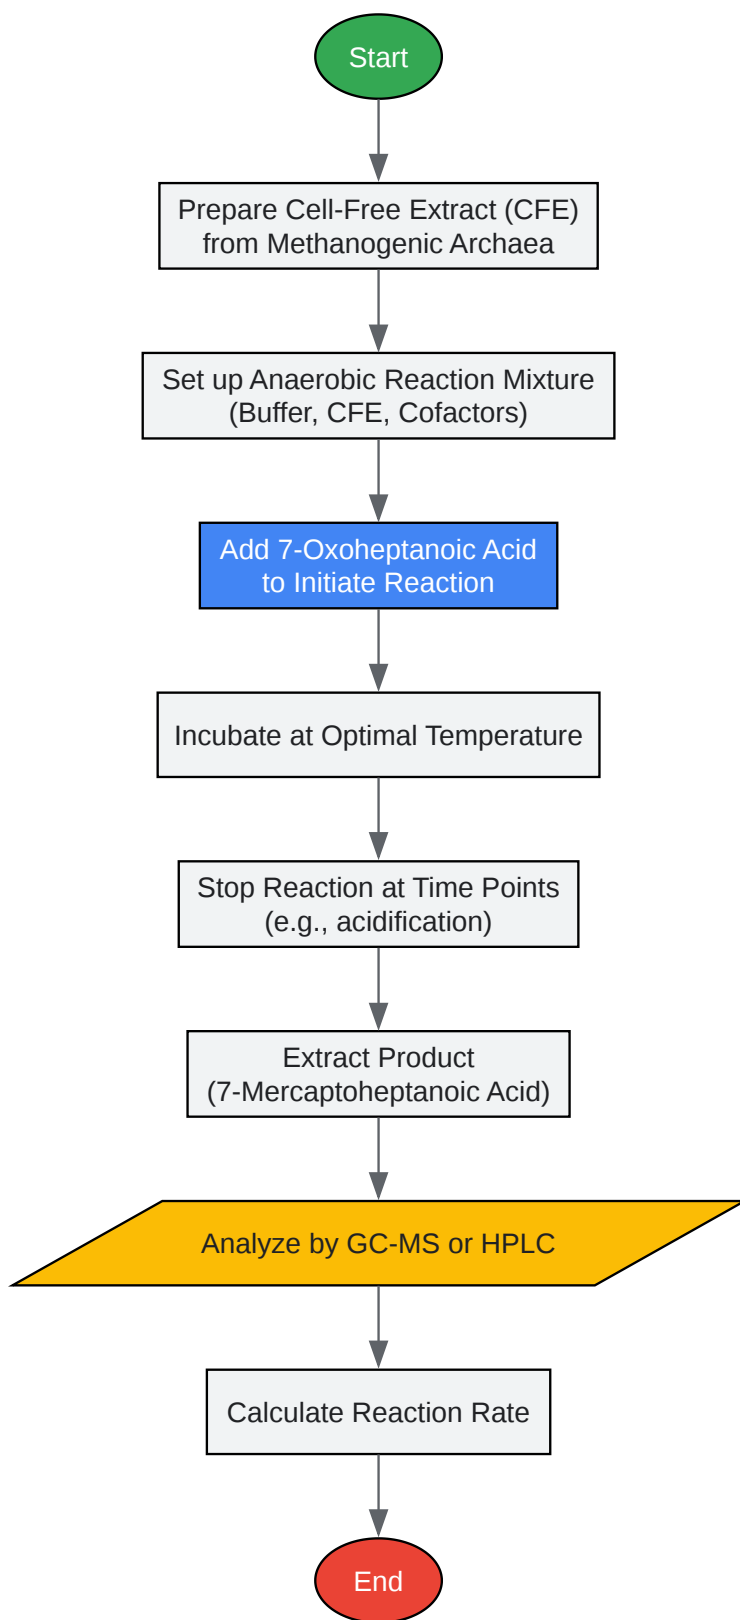 Start
Prepare Cell-Free Extract (CFE)
from Methanogenic Archaea
Set up Anaerobic Reaction Mixture
(Buffer, CFE, Cofactors)
Add 7-Oxoheptanoic Acid
to Initiate Reaction
Incubate at Optimal Temperature
Stop Reaction at Time Points
(e.g., acidification)
Extract Product
(7-Mercaptoheptanoic Acid)
Analyze by GC-MS or HPLC
Calculate Reaction Rate
End